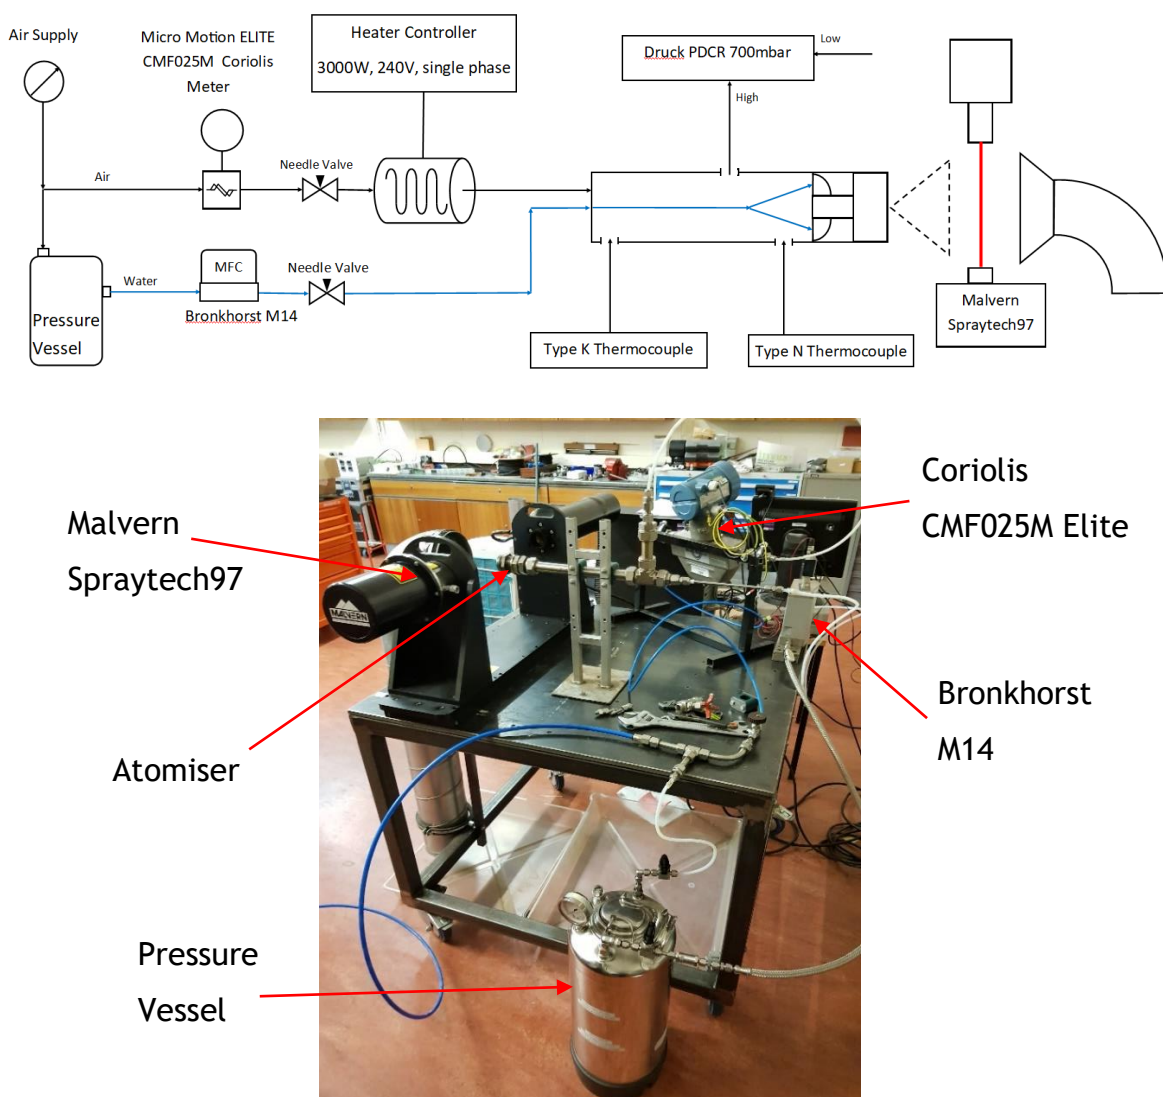 Air Supply
Micro Motion ELITE
CMF025M Coriolis
Meter
Heater Controller
3000W, 240V, single phase
Druck PDCR 700mbar
Low
High
Needle Valve
Air
Water
MFC
Needle Valve
Bronkhorst M14
Pressure
Vessel
Type K Thermocouple
Type N Thermocouple
Malvern
Spraytech97
Malvern
Spraytech97
Coriolis
CMF025M Elite
MALVERN
Atomiser
Bronkhorst
M14
Pressure
Vessel